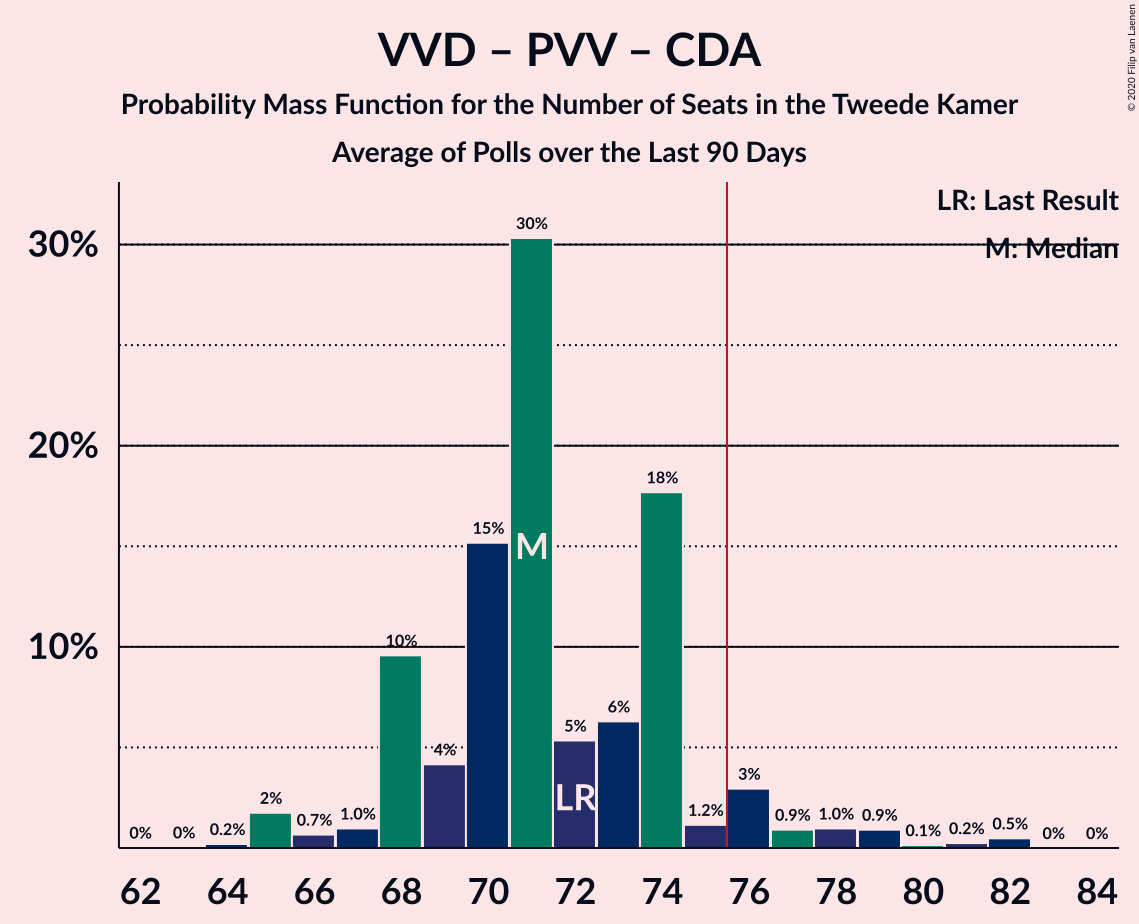 VVD – PVV – CDA
Probability Mass Function for the Number of Seats in the Tweede Kamer
Average of Polls over the Last 90 Days
© 2020 Filip van Laenen
LR: Last Result
M: Median
30%
20%
10%
0%
0%
0.2%
2%
0.7%
1.0%
10%
4%
15%
30%
5%
6%
18%
1.2%
3%
0.9%
1.0%
0.9%
0.1%
0.2%
0.5%
0%
0%
M
LR
62 64 66 68 70 72 74 76 78 80 82 84